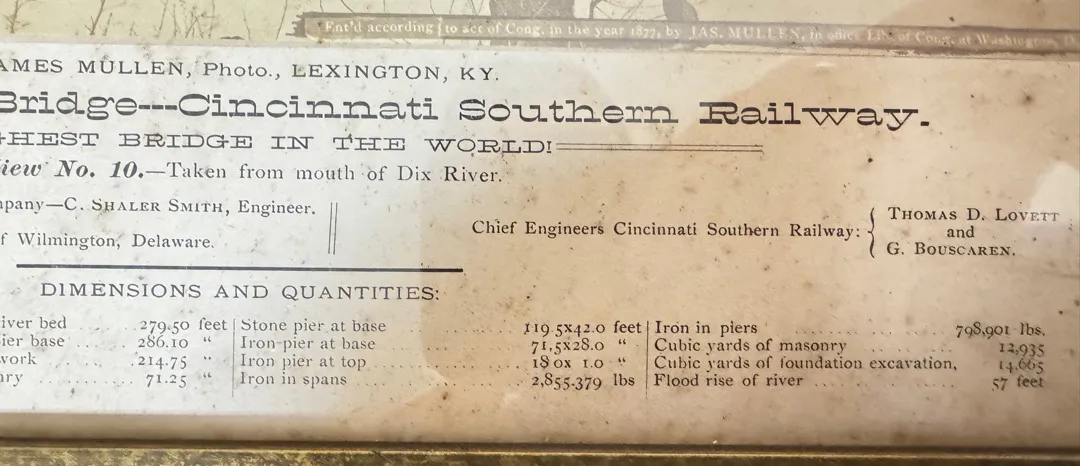 Ent'd according to act of Cong. in the year 1877, by JAS. MULLEN, in office Lib. of Cong. at Washington
AMES MULLEN, Photo., LEXINGTON, KY.
Bridge---Cincinnati Southern Railway.
GHEST BRIDGE IN THE WORLD!
iew No. 10.—Taken from mouth of Dix River.
mpany—C. SHALER SMITH, Engineer.
f Wilmington, Delaware.
Chief Engineers Cincinnati Southern Railway: THOMAS D. LOVETT
and
G. BOUSCAREN.
DIMENSIONS AND QUANTITIES:
iver bed ..... 279.50 feet | Stone pier at base ..... 119.5x42.0 feet | Iron in piers ..... 798,901 lbs.
ier base ..... 286.10 " | Iron pier at base ..... 71.5x28.0 " | Cubic yards of masonry ..... 12,935
work ..... 214.75 " | Iron pier at top ..... 18.0x 1.0 " | Cubic yards of foundation excavation, 14,665
nry ..... 71.25 " | Iron in spans ..... 2,855.379 lbs | Flood rise of river ..... 57 feet